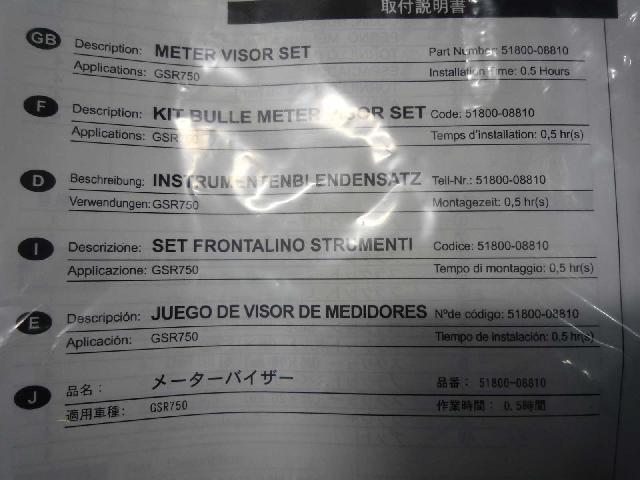 取付説明書
GB Description: METER VISOR SET Part Number: 51800-08810
Applications: GSR750 Installation Time: 0.5 Hours
F Description: KIT BULLE METER VISOR SET Code: 51800-08810
Applications: GSR750 Temps d'installation: 0,5 hr(s)
D Beschreibung: INSTRUMENTENBLENDENSATZ Teil-Nr.: 51800-08810
Verwendungen: GSR750 Montagezeit: 0,5 hr(s)
I Descrizione: SET FRONTALINO STRUMENTI Codice: 51800-08810
Applicazione: GSR750 Tempo di montaggio: 0,5 hr(s)
E Descripción: JUEGO DE VISOR DE MEDIDORES Nºde código: 51800-08810
Aplicación: GSR750 Tiempo de instalación: 0,5 hr(s)
J 品名: メーターバイザー 品番: 51800-08810
適用車種: GSR750 作業時間: 0.5時間